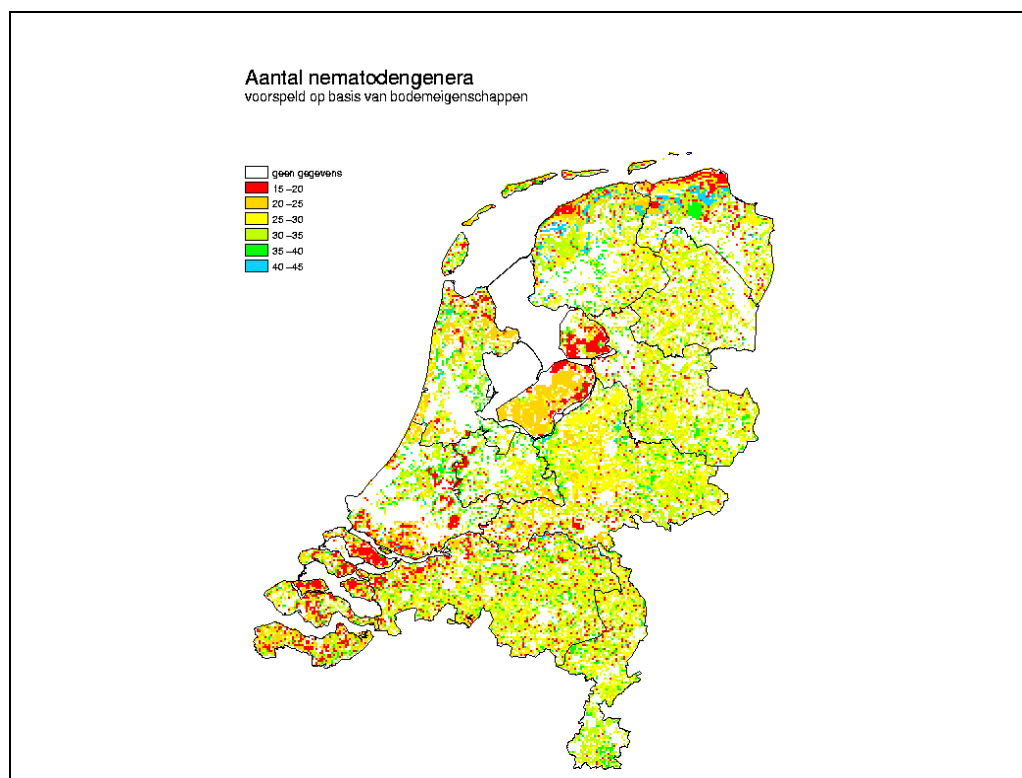 Aantal nematodengenera
voorspeld op basis van bodemeigenschappen
geen gegevens
15 –20
20 –25
25 –30
30 –35
35 –40
40 –45